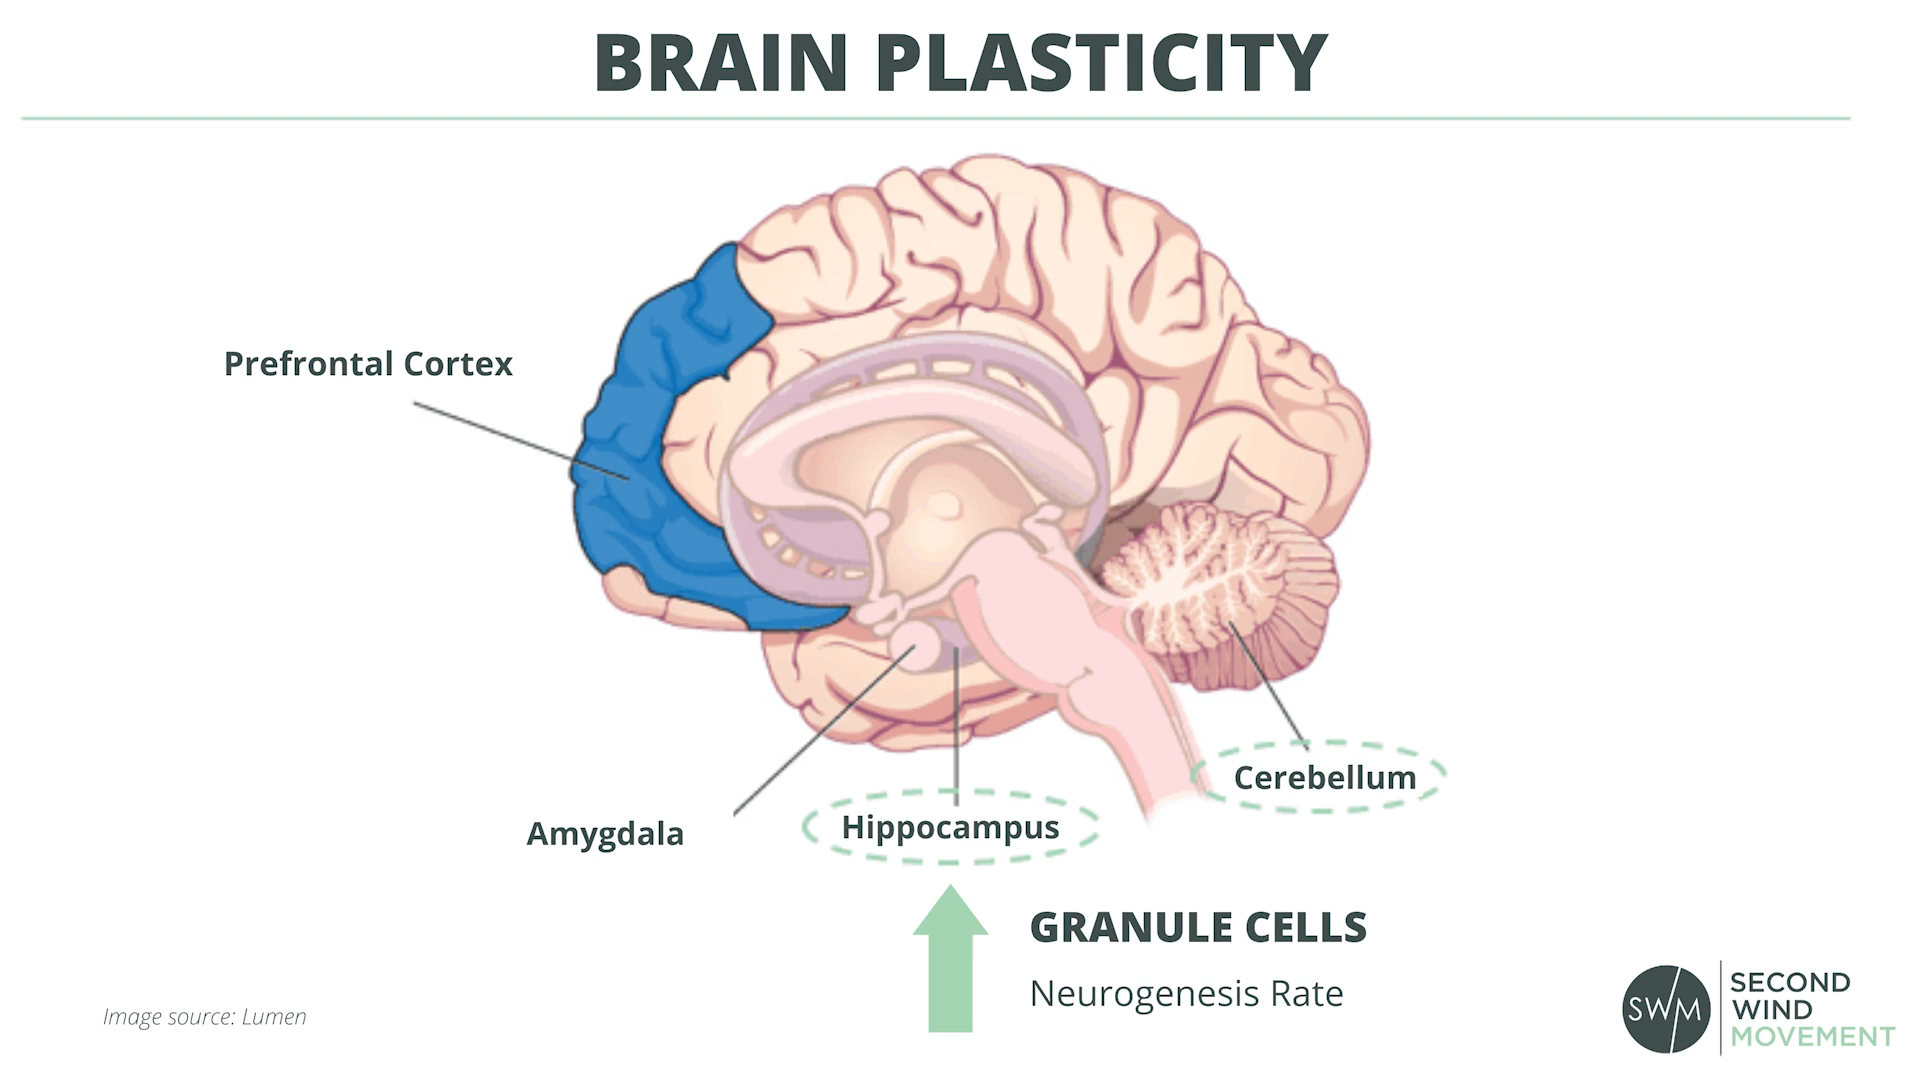 BRAIN PLASTICITY
Prefrontal Cortex
Amygdala
Hippocampus
Cerebellum
GRANULE CELLS
Neurogenesis Rate
Image source: Lumen
SWM
SECOND
WIND
MOVEMENT